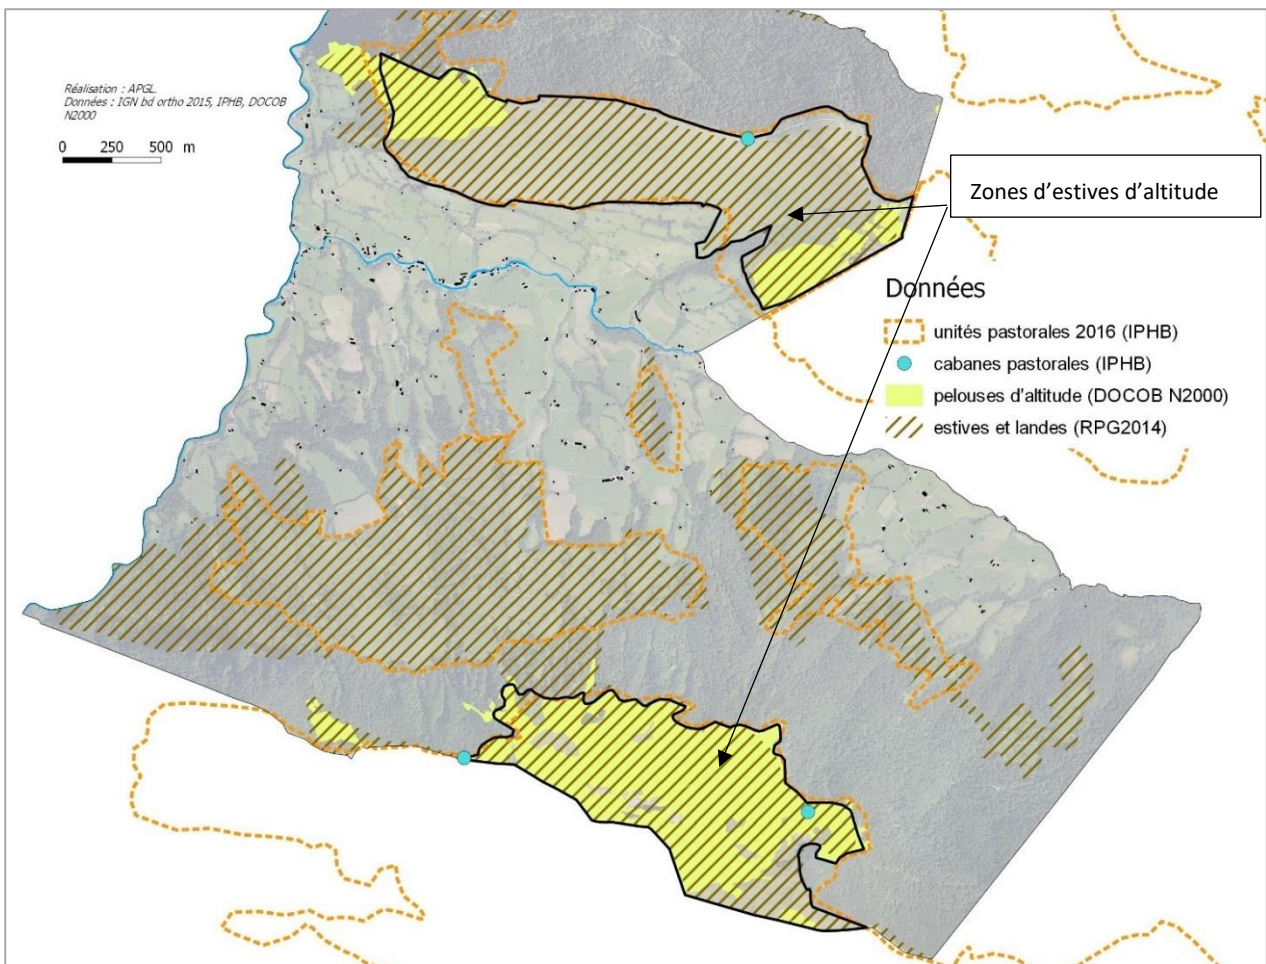 Réalisation : APGL.
Données : IGN bd ortho 2015, IPHB, DOCOB
N2000
0 250 500 m
Zones d'estives d'altitude
Données
unités pastorales 2016 (IPHB)
cabanes pastorales (IPHB)
pelouses d'altitude (DOCOB N2000)
estives et landes (RPG2014)